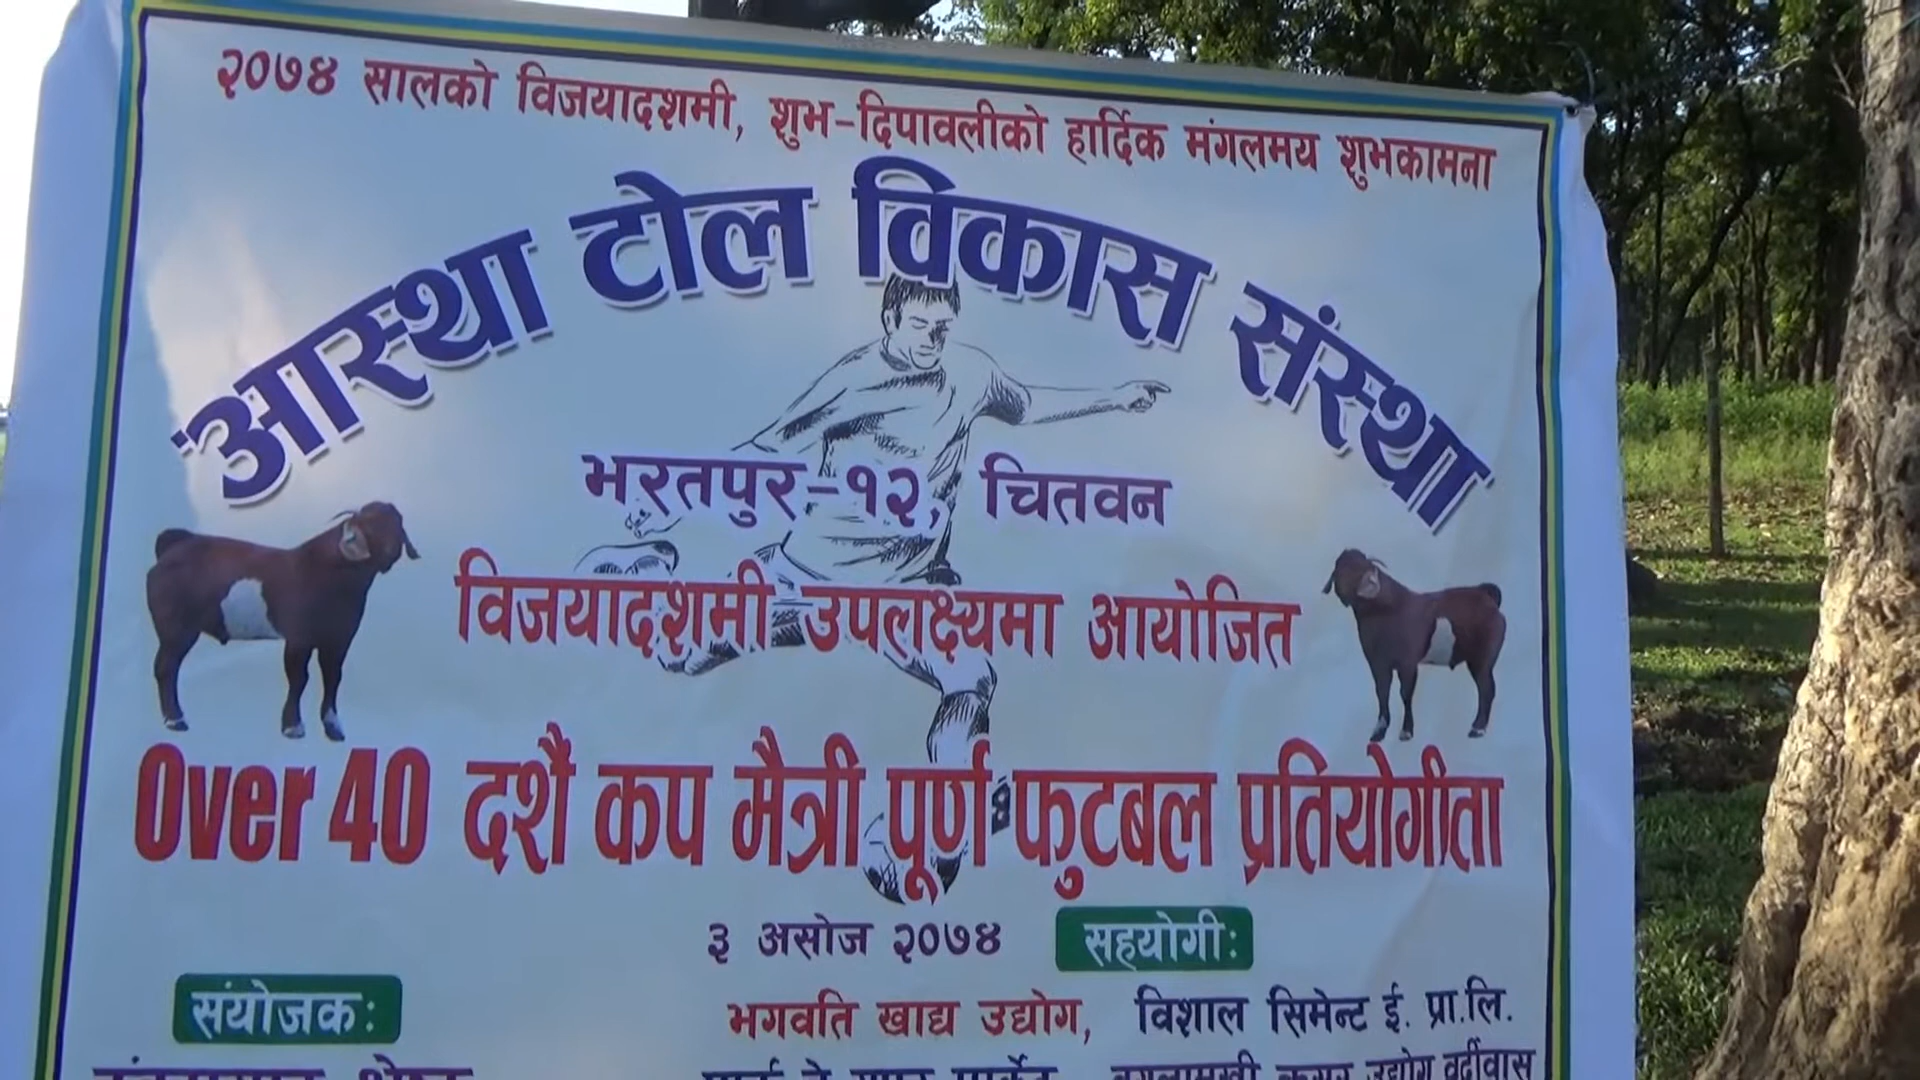 २०७४ सालको विजयादशमी, शुभ-दिपावलीको हार्दिक मंगलमय शुभकामना
आस्था टोल विकास संस्था
भरतपुर-१२, चितवन
विजयादशमी उपलक्ष्यमा आयोजित
Over 40 दशैं कप मैत्री पूर्ण फुटबल प्रतियोगीता
३ असोज २०७४
सहयोगी:
संयोजक:
भगवति खाद्य उद्योग, विशाल सिमेन्ट ई. प्रा.लि.